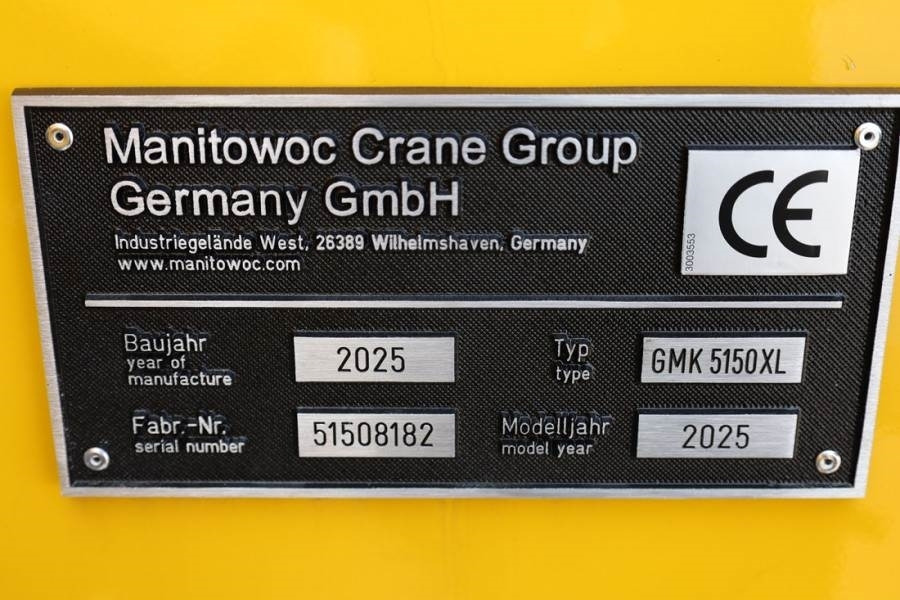 Manitowoc Crane Group
Germany GmbH
Industriegelände West, 26389 Wilhelmshaven, Germany
www.manitowoc.com
CE
3003553
Baujahr
year of
manufacture
2025
Typ
type
GMK 5150XL
Fabr.-Nr.
serial number
51508182
Modelljahr
model year
2025